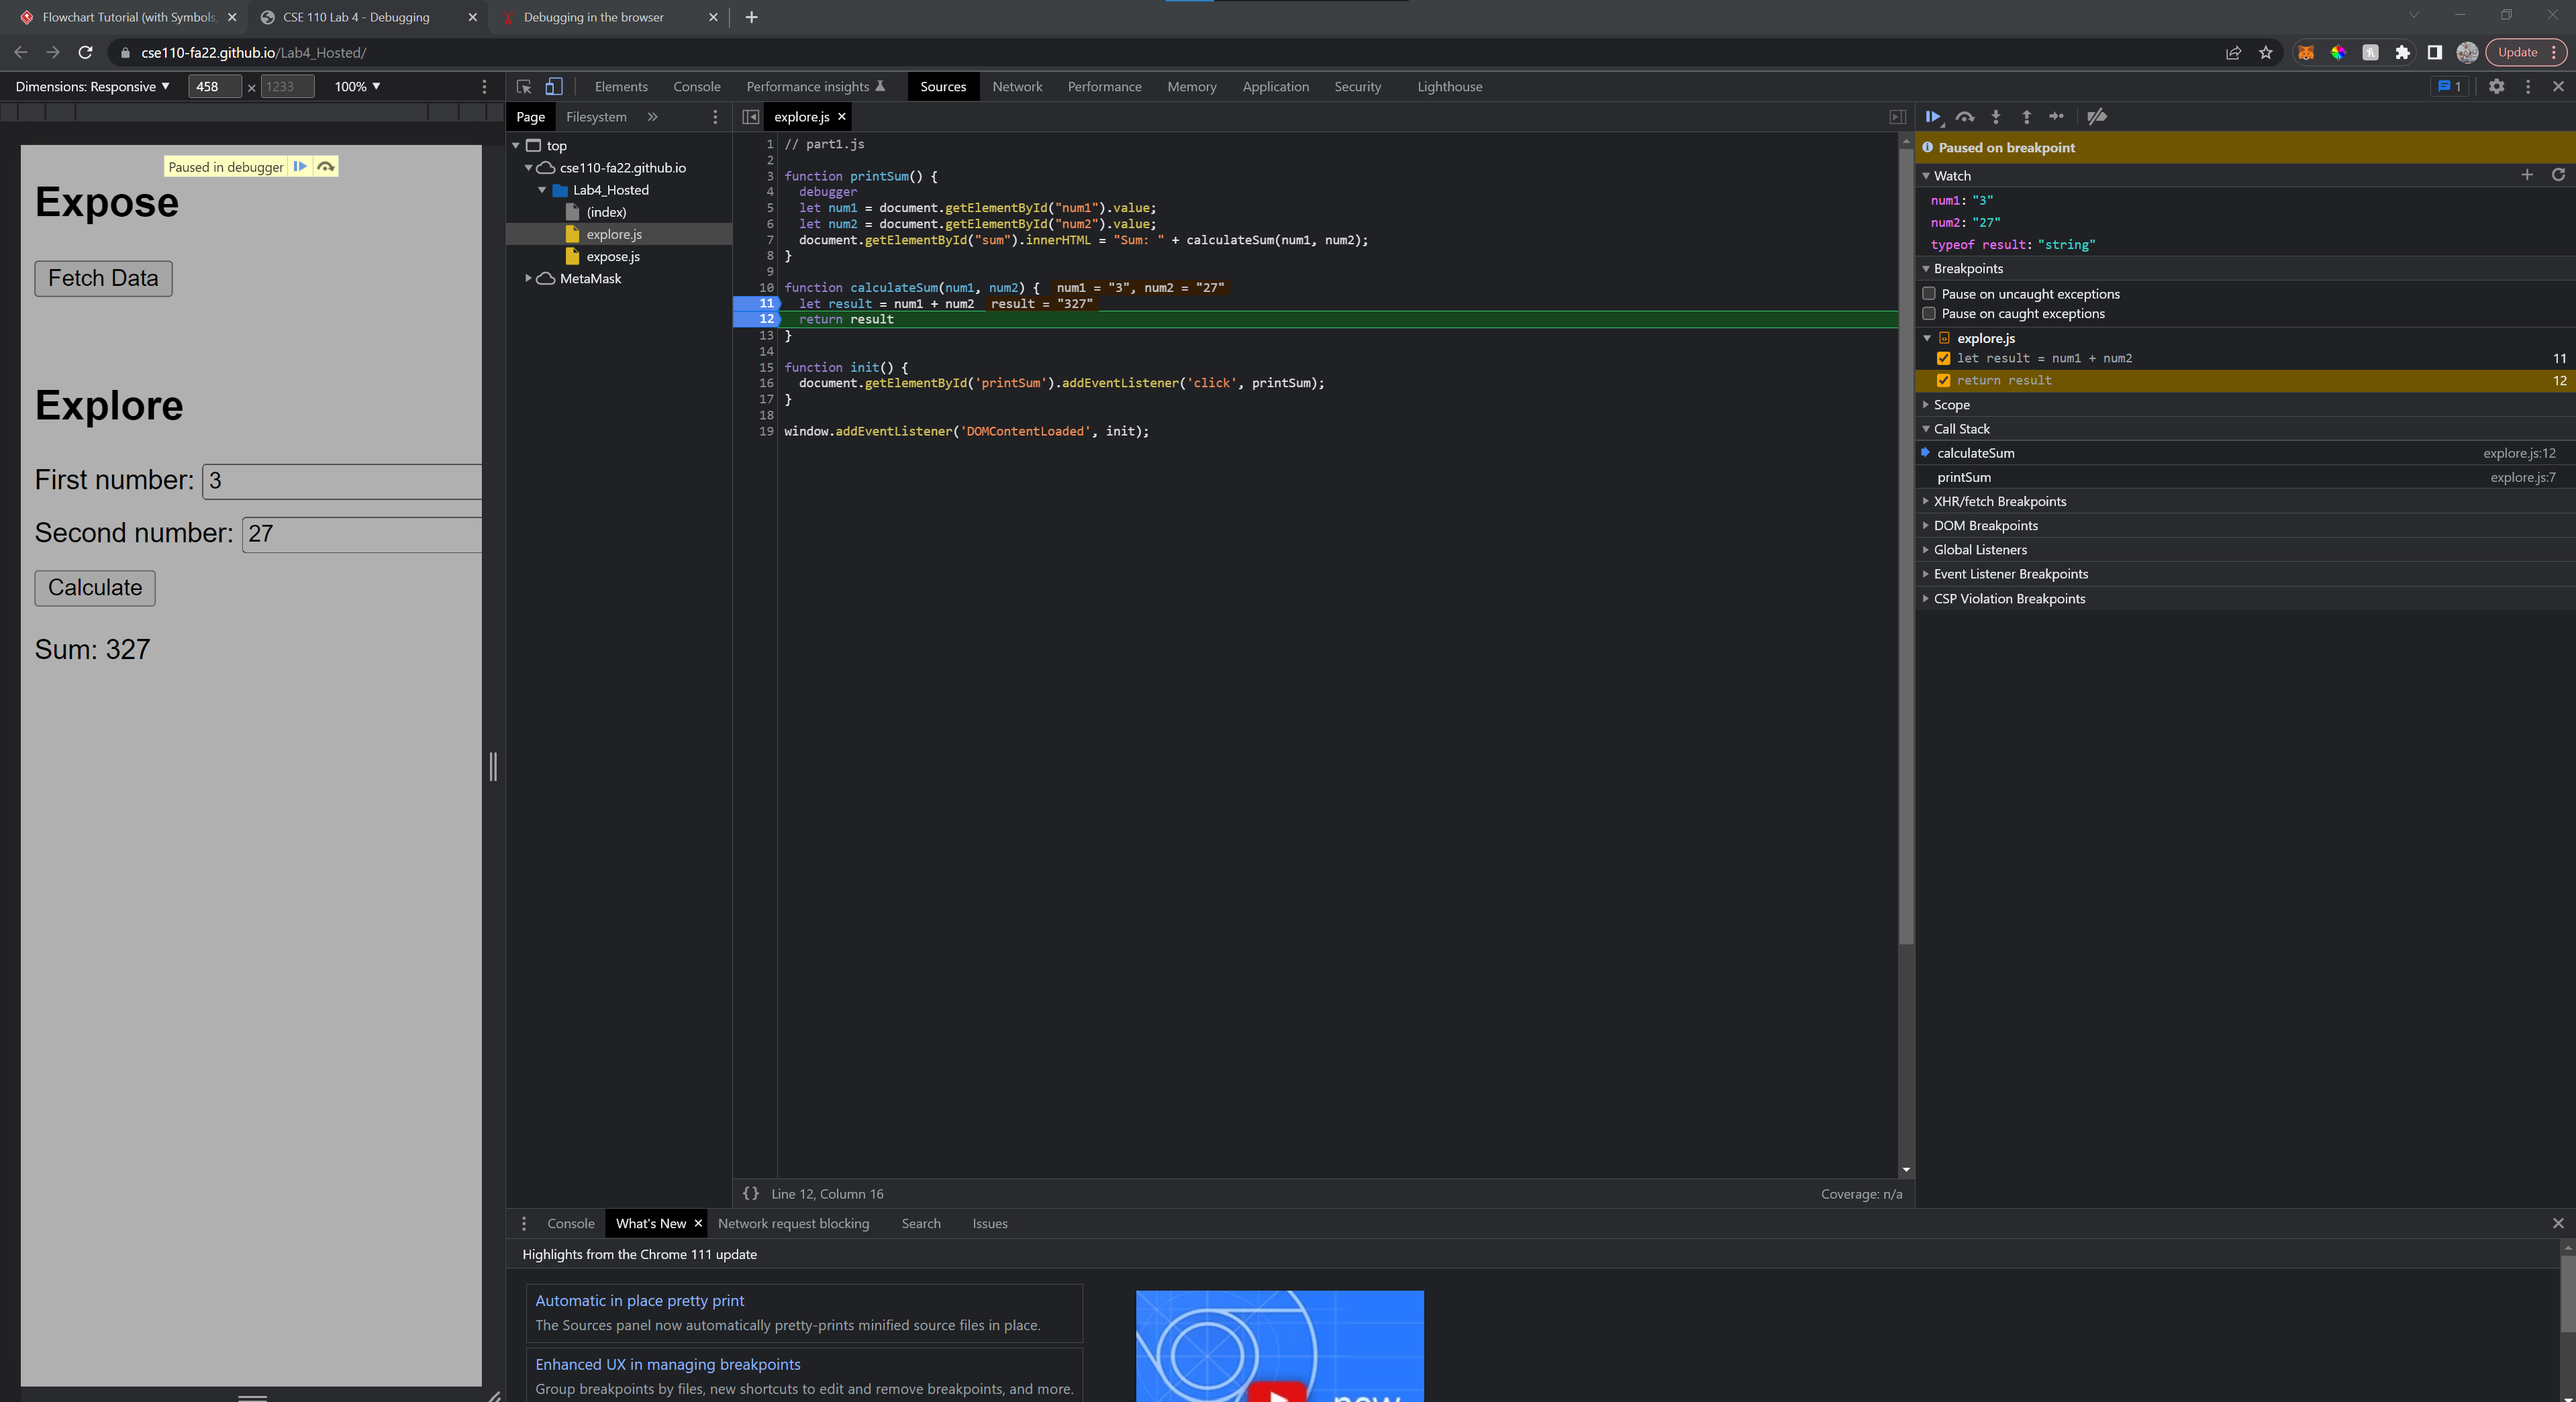 Flowchart Tutorial (with Symbols,
CSE 110 Lab 4 - Debugging
Debugging in the browser
cse110-fa22.github.io/Lab4_Hosted/
Update
Dimensions: Responsive 458 × 1233 100%
Elements Console Performance insights Sources Network Performance Memory Application Security Lighthouse 1
Page Filesystem
explore.js
Paused in debugger
Expose
Fetch Data
Explore
First number: 3
Second number: 27
Calculate
Sum: 327
top
cse110-fa22.github.io
Lab4_Hosted
(index)
explore.js
expose.js
MetaMask
1 // part1.js
2
3 function printSum() {
4 debugger
5 let num1 = document.getElementById("num1").value;
6 let num2 = document.getElementById("num2").value;
7 document.getElementById("sum").innerHTML = "Sum: " + calculateSum(num1, num2);
8 }
9
10 function calculateSum(num1, num2) { num1 = "3", num2 = "27"
11 let result = num1 + num2 result = "327"
12 return result
13 }
14
15 function init() {
16 document.getElementById('printSum').addEventListener('click', printSum);
17 }
18
19 window.addEventListener('DOMContentLoaded', init);
{} Line 12, Column 16
Coverage: n/a
Paused on breakpoint
Watch
num1: "3"
num2: "27"
typeof result: "string"
Breakpoints
Pause on uncaught exceptions
Pause on caught exceptions
explore.js
let result = num1 + num2 11
return result 12
Scope
Call Stack
calculateSum explore.js:12
printSum explore.js:7
XHR/fetch Breakpoints
DOM Breakpoints
Global Listeners
Event Listener Breakpoints
CSP Violation Breakpoints
Console What's New Network request blocking Search Issues
Highlights from the Chrome 111 update
Automatic in place pretty print
The Sources panel now automatically pretty-prints minified source files in place.
Enhanced UX in managing breakpoints
Group breakpoints by files, new shortcuts to edit and remove breakpoints, and more.
new